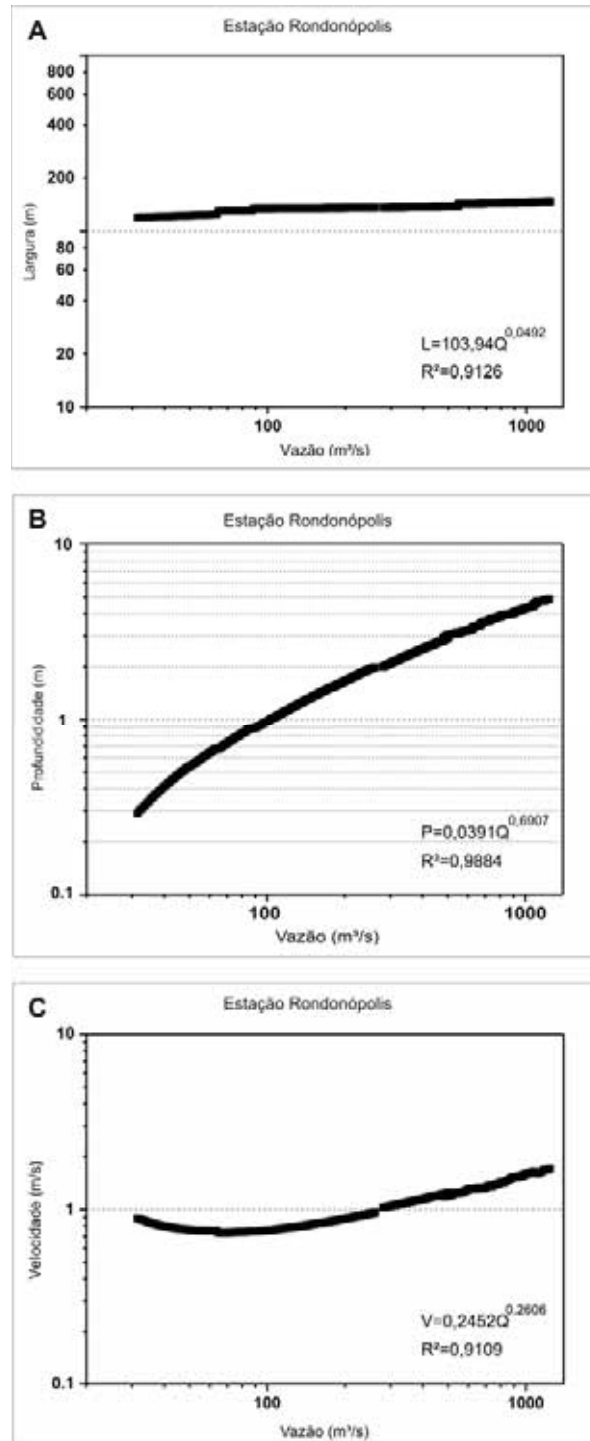 A
Estação Rondonópolis
Largura (m)
800
600
400
200
80
60
40
20
10
L=103,94Q^0,0492
R²=0,9126
100
1000
Vazão (m³/s)
B
Estação Rondonópolis
Profundididade (m)
10
1
0.1
P=0,0391Q^0,6907
R²=0,9884
100
1000
Vazão (m³/s)
C
Estação Rondonópolis
Velocidade (m/s)
10
1
0.1
V=0,2452Q^0,2606
R²=0,9109
100
1000
Vazão (m³/s)